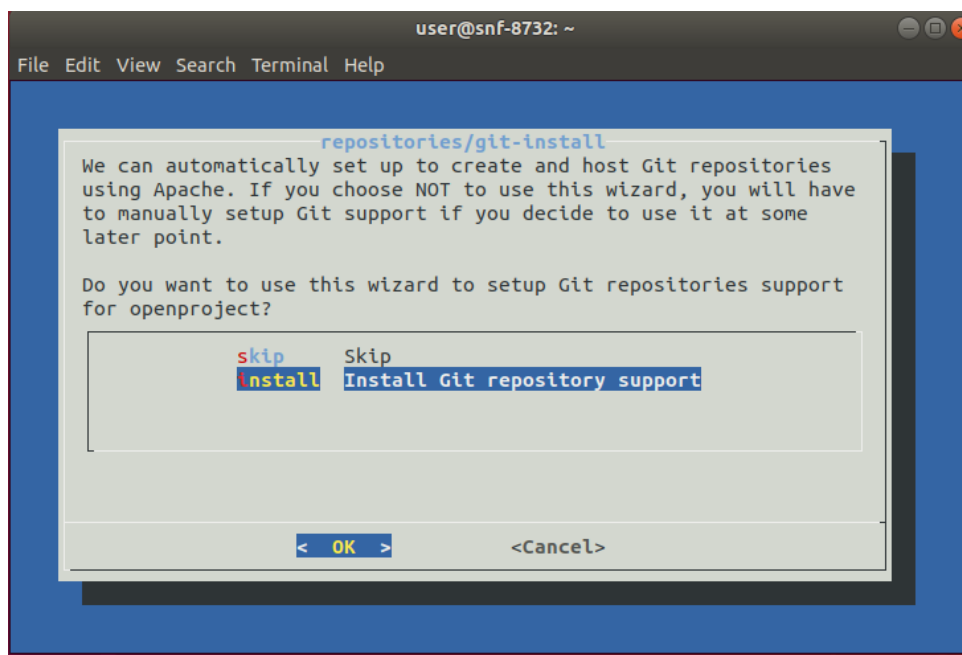 user@snf-8732: ~
File Edit View Search Terminal Help
repositories/git-install
We can automatically set up to create and host Git repositories
using Apache. If you choose NOT to use this wizard, you will have
to manually setup Git support if you decide to use it at some
later point.
Do you want to use this wizard to setup Git repositories support
for openproject?
skip Skip
install Install Git repository support
< OK > <Cancel>